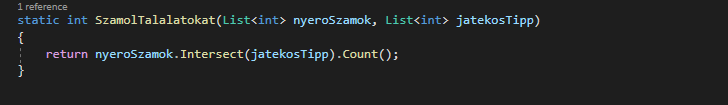 1 reference
static int SzamolTalalatokat(List<int> nyeroSzamok, List<int> jatekosTipp)
{
    return nyeroSzamok.Intersect(jatekosTipp).Count();
}